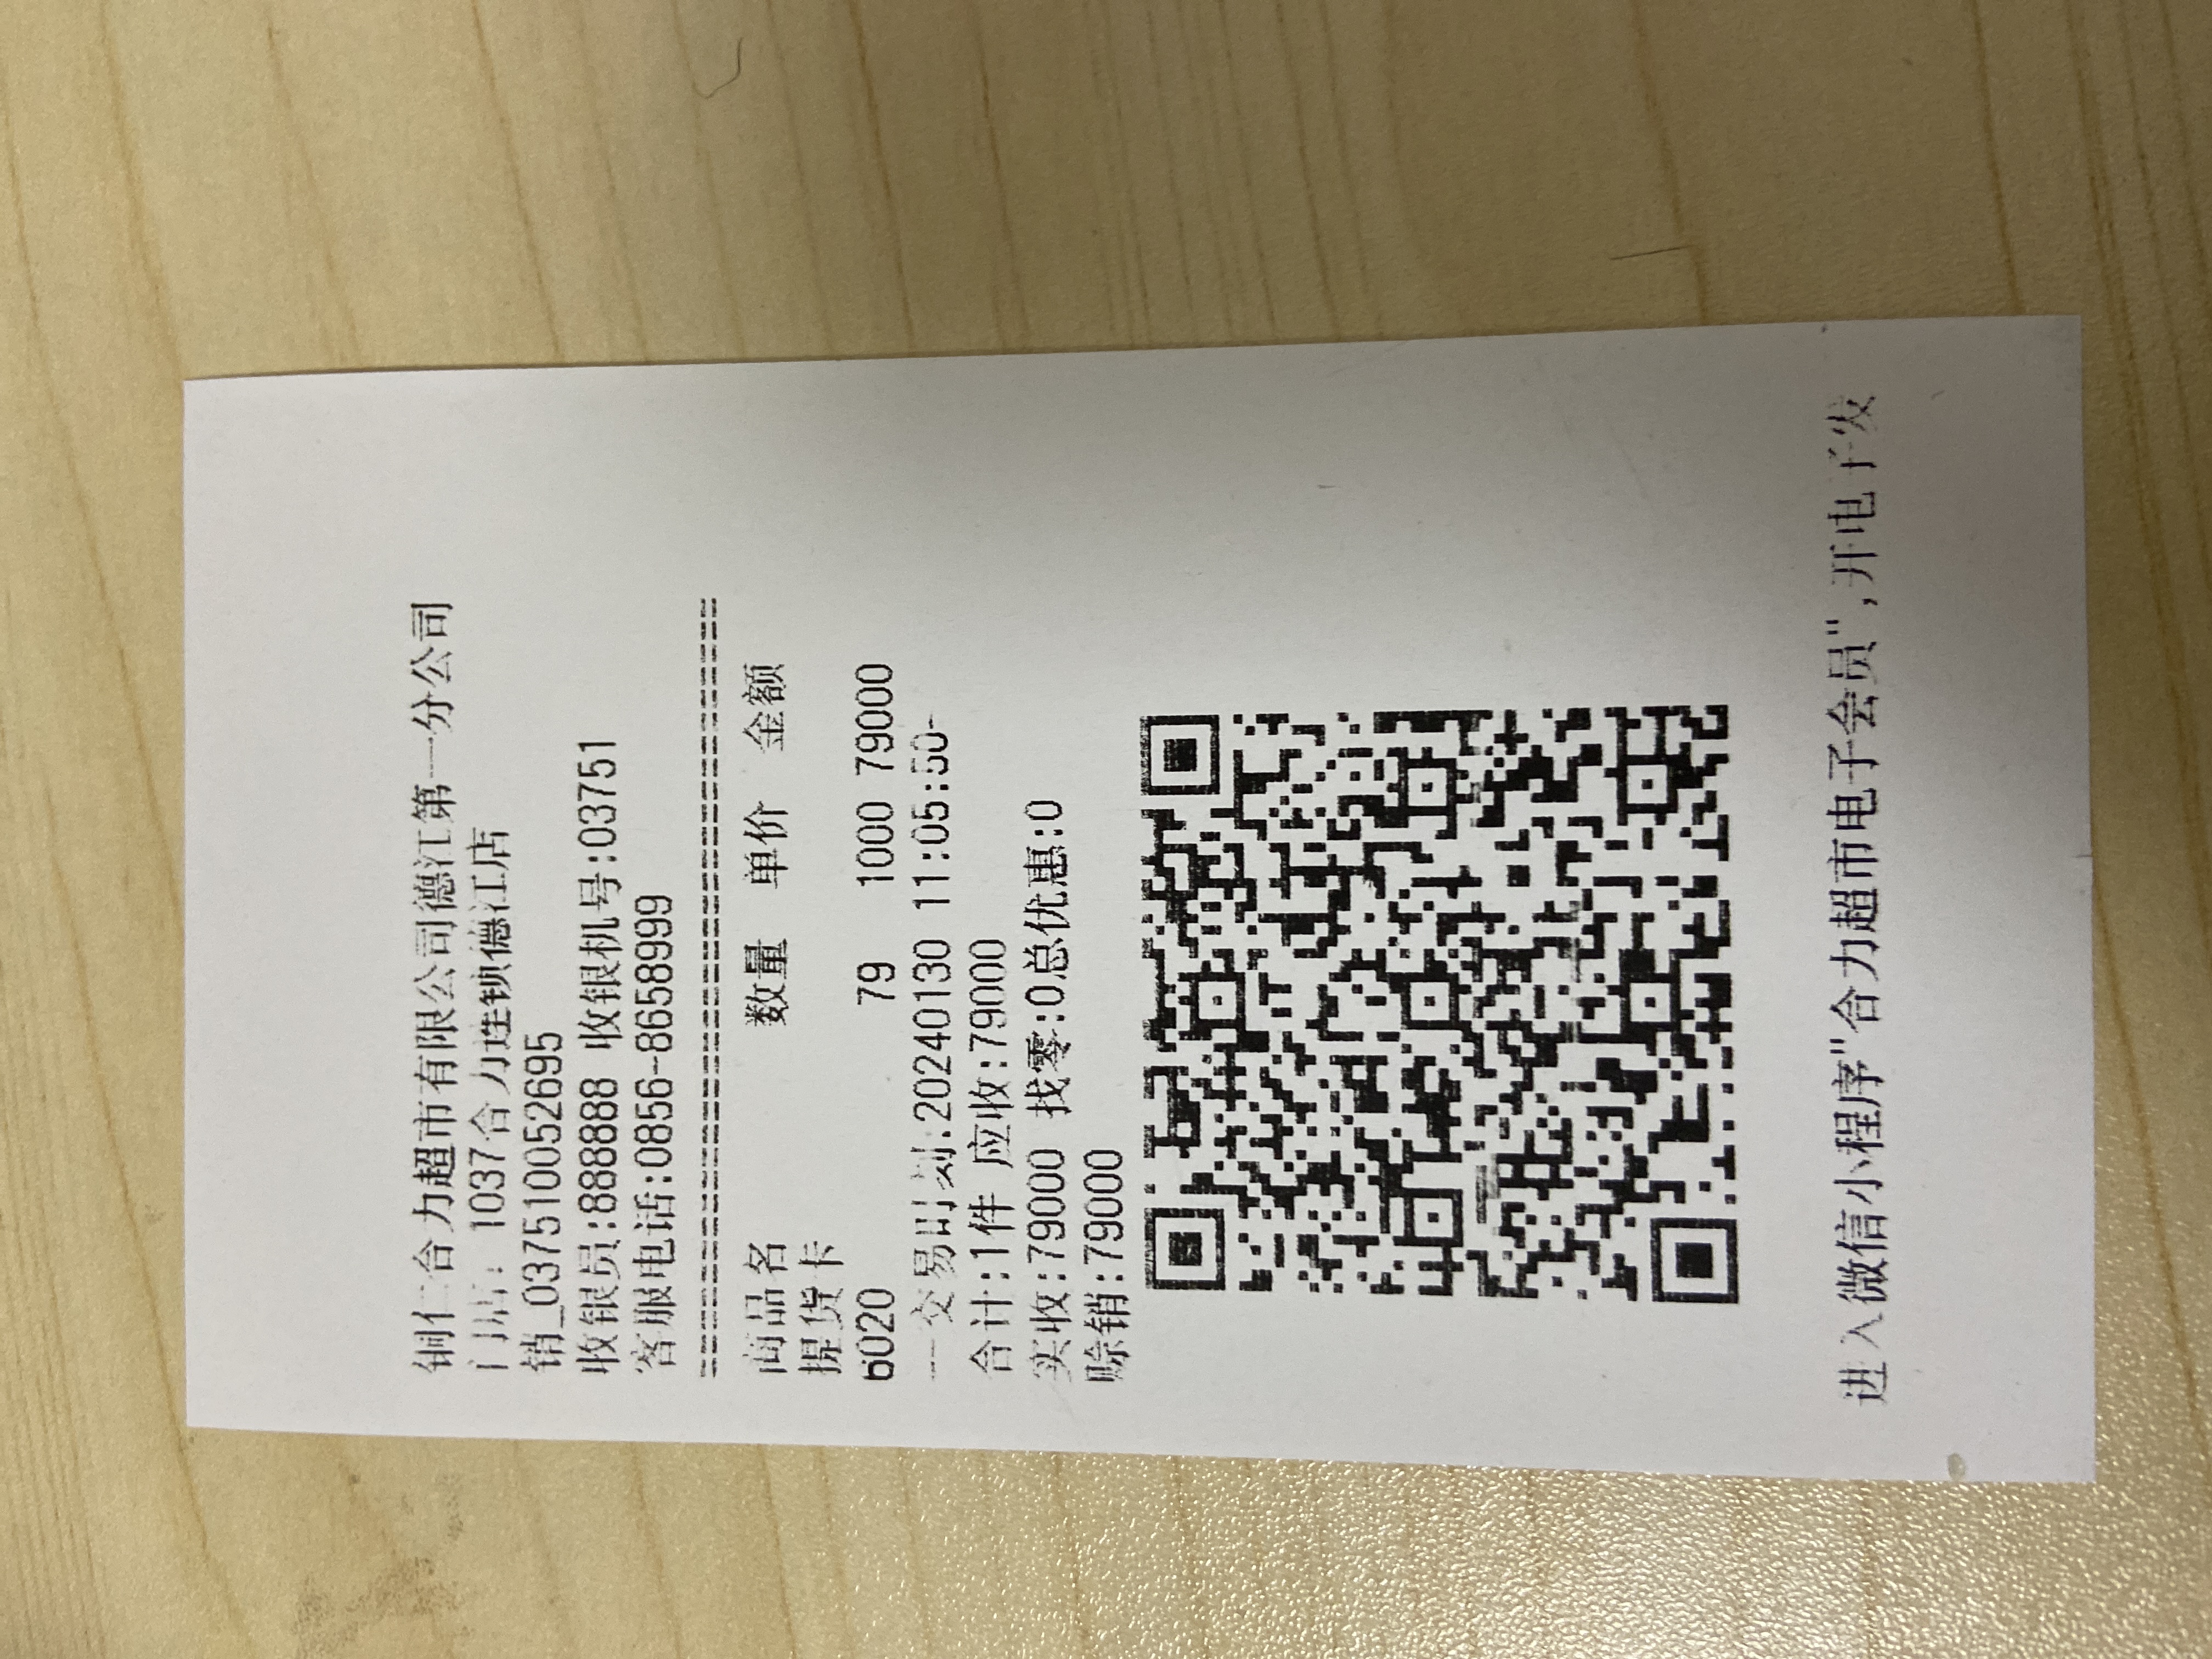 铜仁合力超市有限公司德江第一分公司
门店: 1037合力连锁德江店
销_0375100052695
收银员:888888 收银机号:03751
客服电话:0856-8658999
==========================================
商品名 数量 单价 金额
提货卡
6020 79 1000 79000
--交易时刻:20240130 11:05:50-
合计:1件 应收:79000
实收:79000 找零:0总优惠:0
赊销:79000
进入微信小程序"合力超市电子会员",开电子发